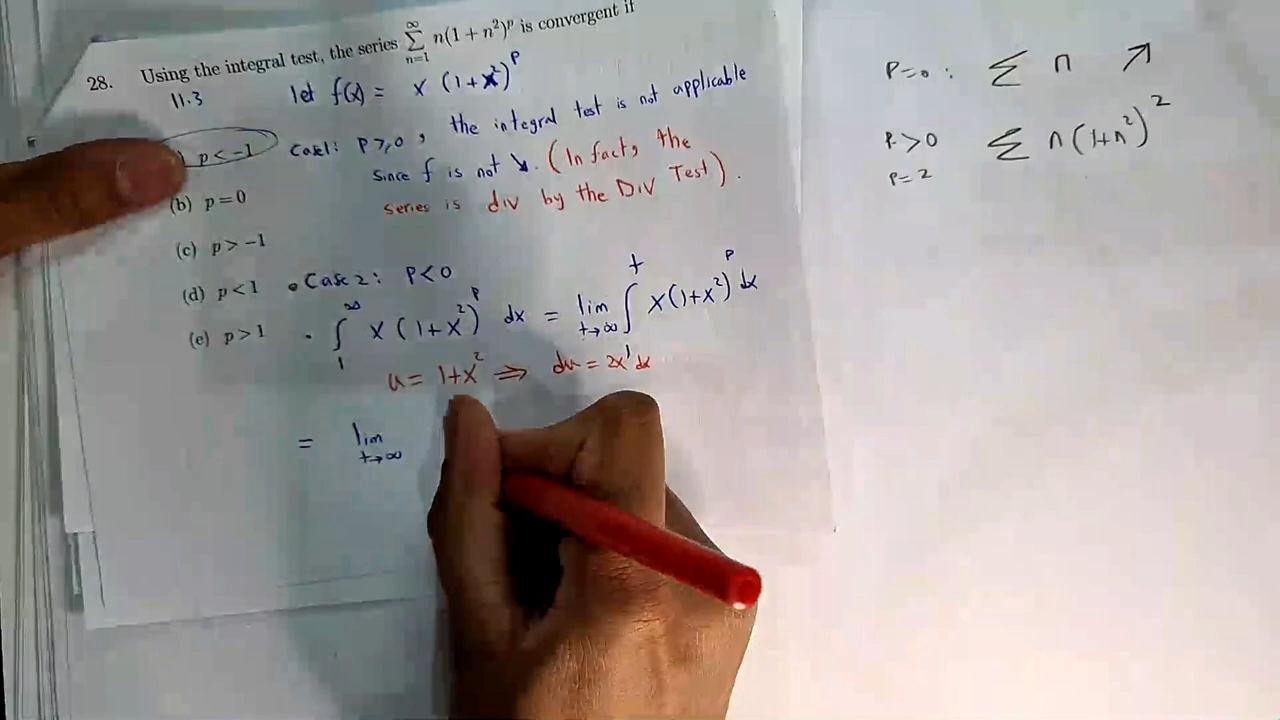 28. Using the integral test, the series ∑_{n=1}^{∞} n(1 + n²)^p is convergent if
11.3 let f(x) = x (1+x²)^p
p < −1
Case1: P≥0, the integral test is not applicable
since f is not ↘. (In fact, the
series is div by the Div Test).
(b) p = 0
(c) p > −1
(d) p < 1
(e) p > 1
• Case 2: P<0
• ∫_1^∞ x (1+x²)^p dx = lim_{t→∞} ∫^t x(1+x²)^p dx
u = 1+x² ⇒ du = 2x' dx
= lim_{t→∞}
P=0 : ∑ n ↗
P>0 ∑ n(1+n²)²
P=2